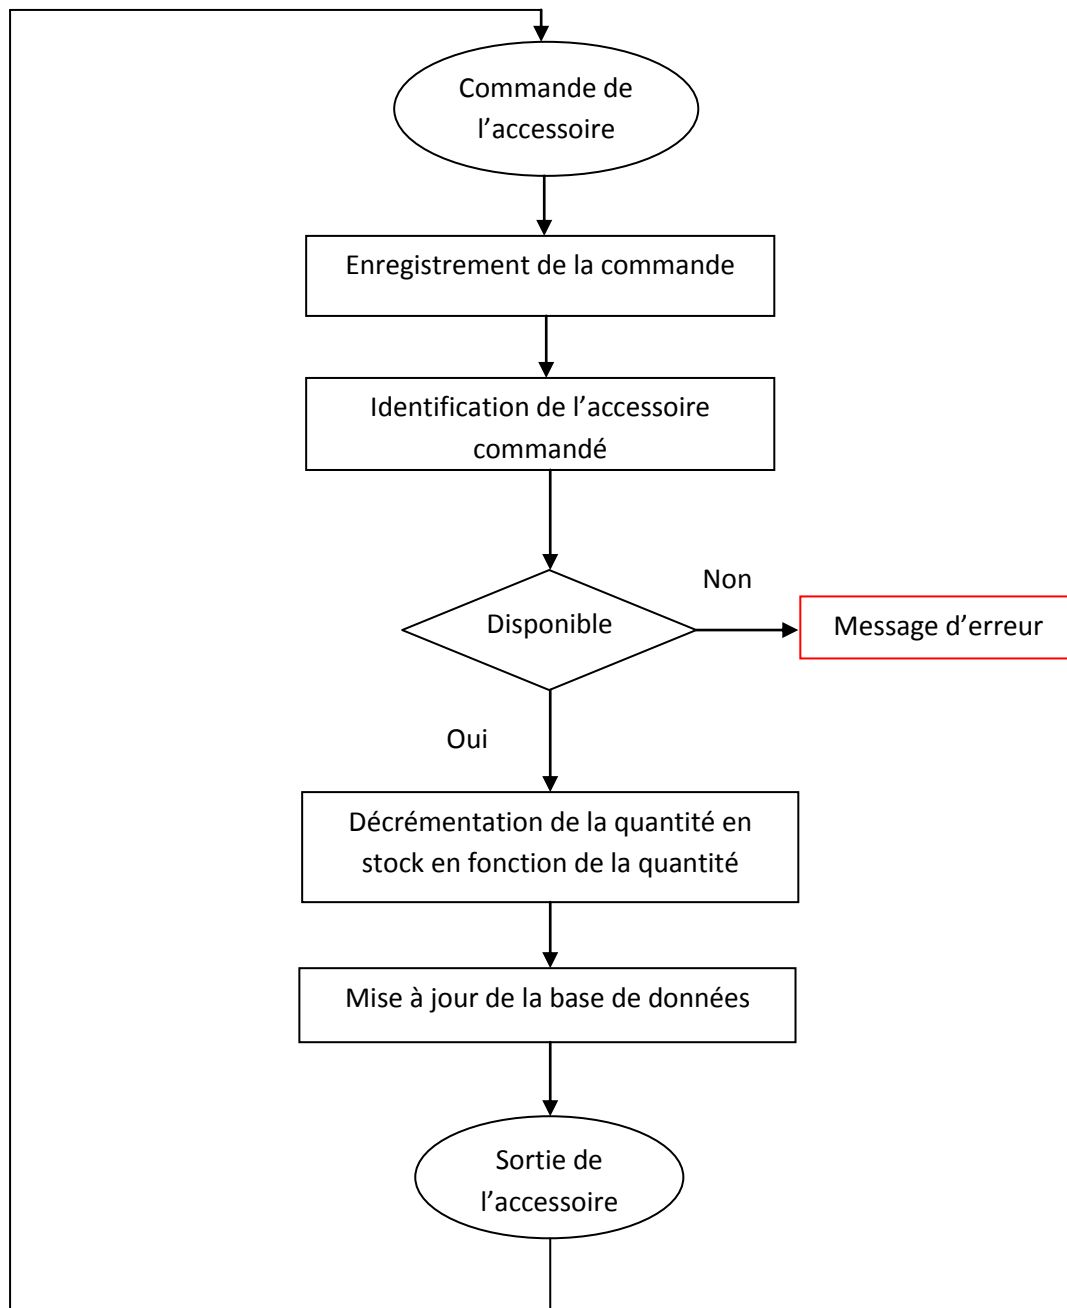 Commande de
l’accessoire
Enregistrement de la commande
Identification de l’accessoire
commandé
Non
Disponible
Message d’erreur
Oui
Décrémentation de la quantité en
stock en fonction de la quantité
Mise à jour de la base de données
Sortie de
l’accessoire